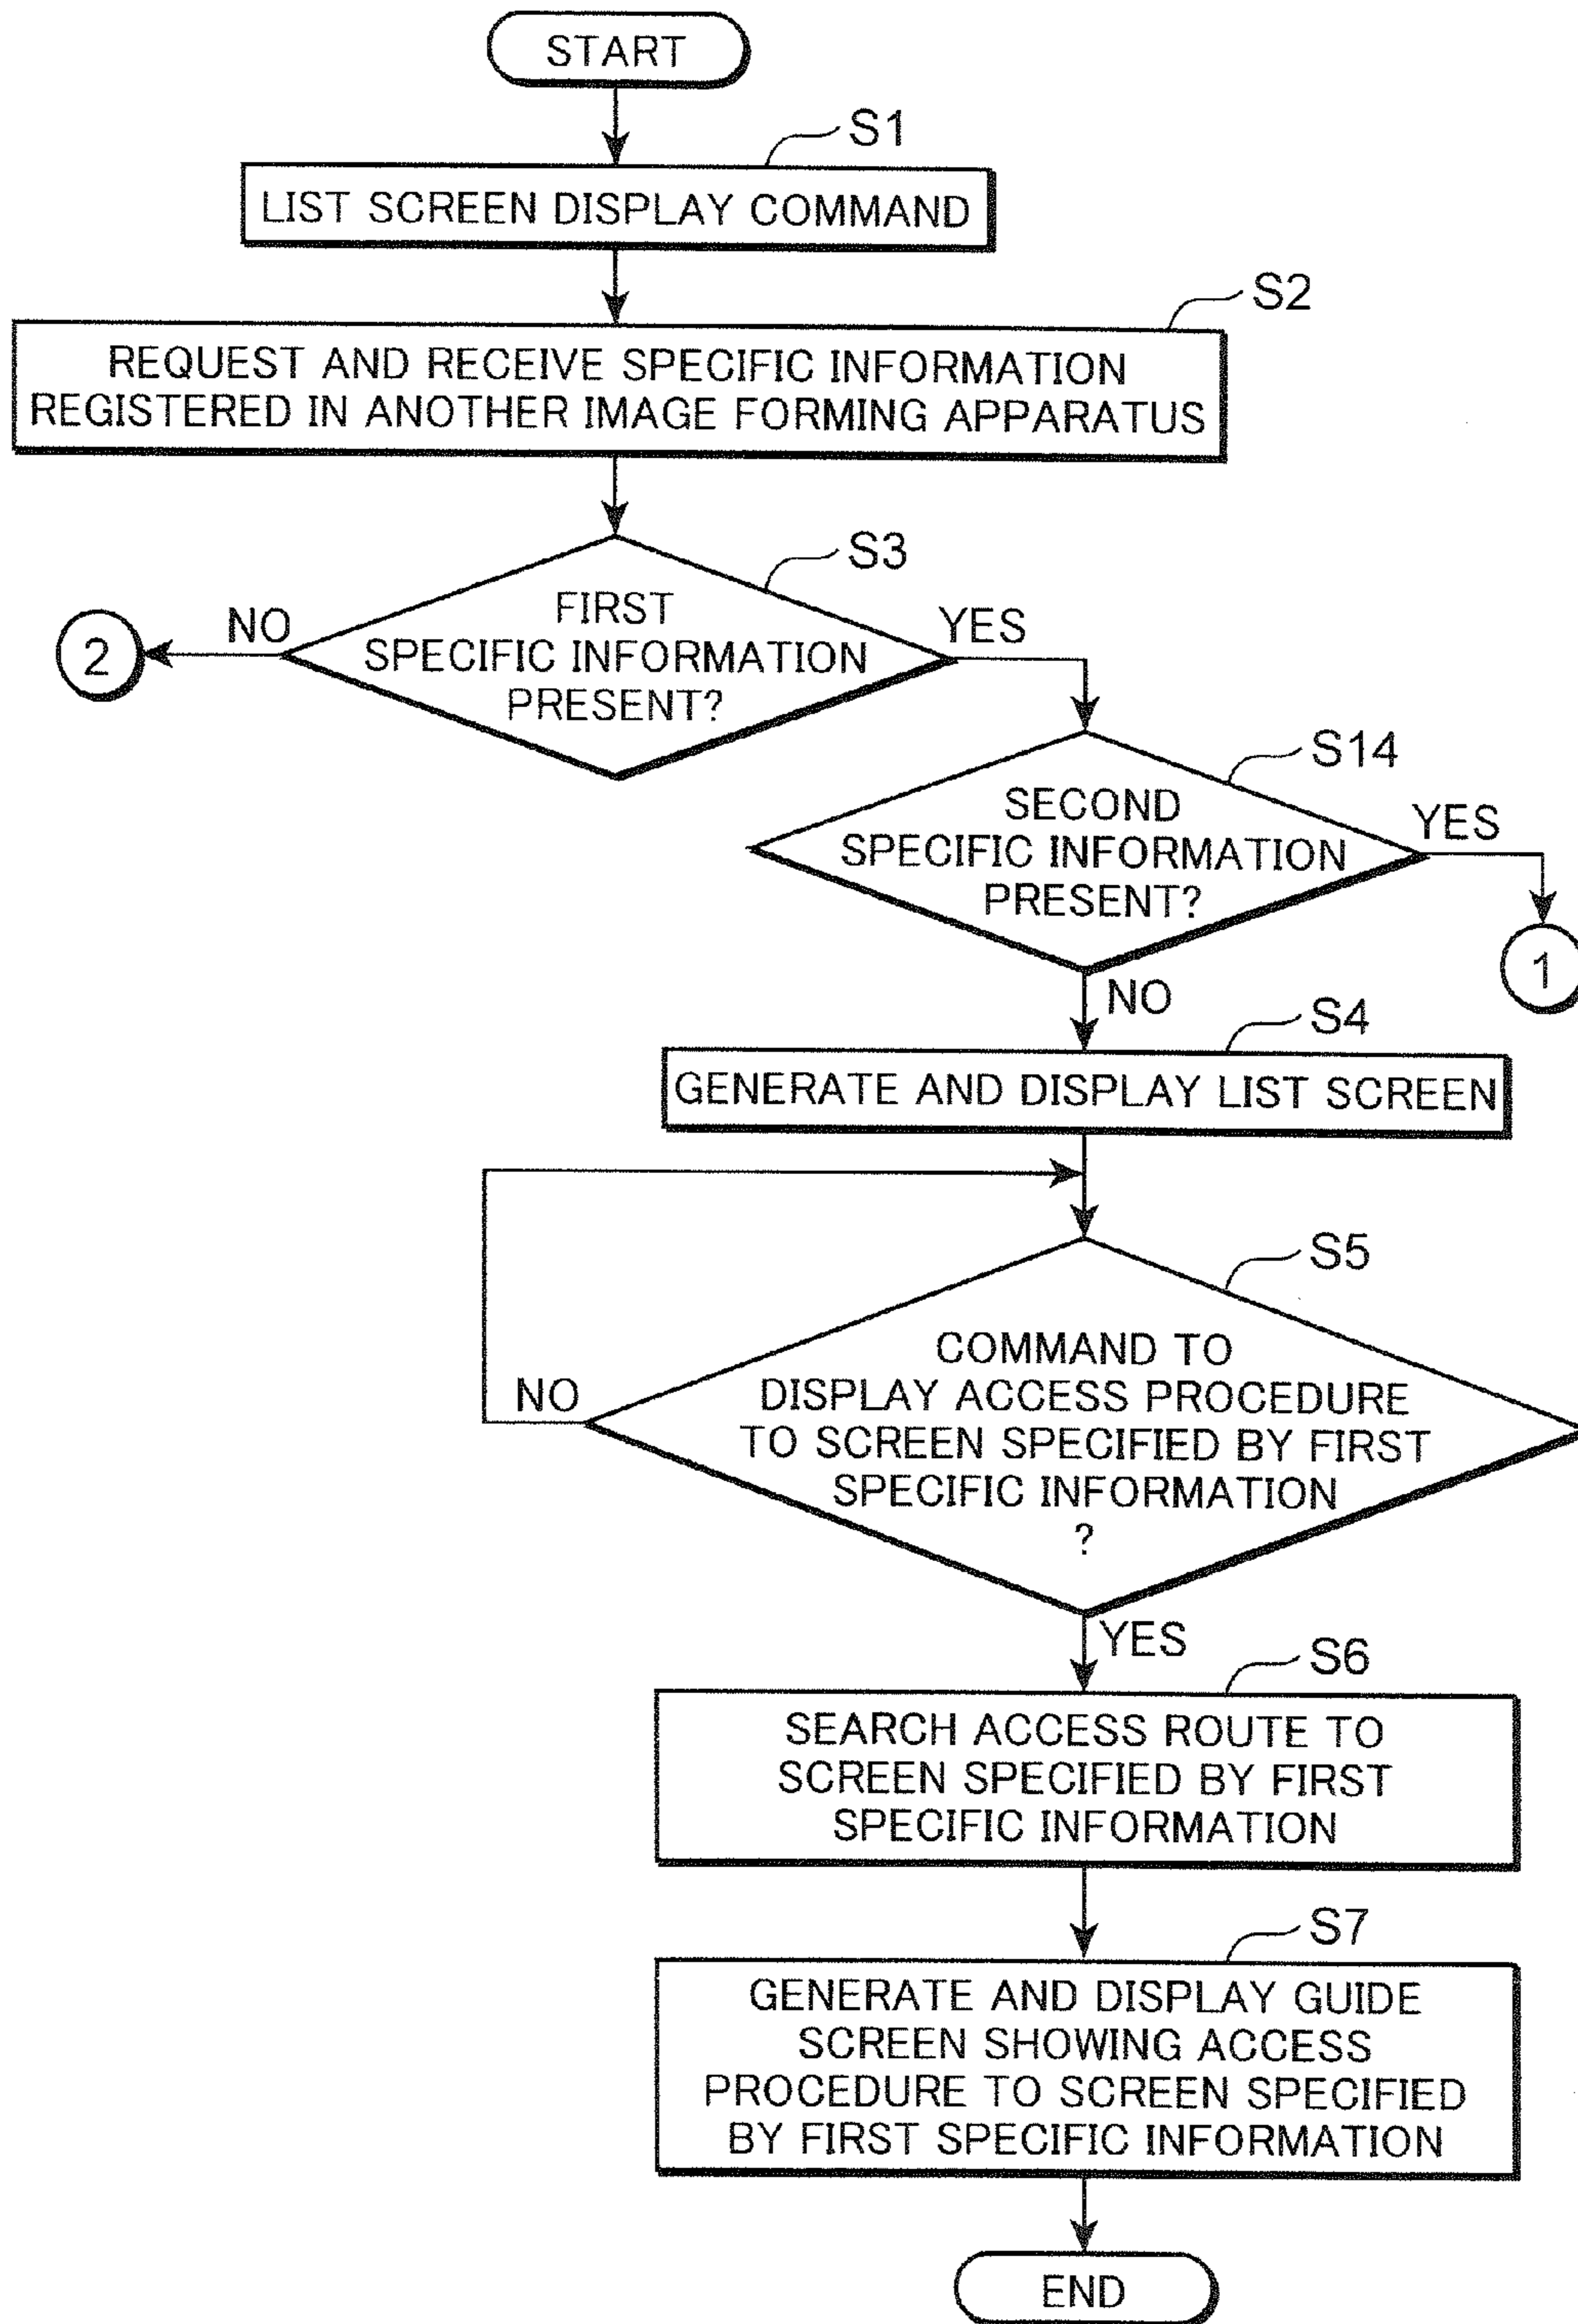 START
S1
LIST SCREEN DISPLAY COMMAND
S2
REQUEST AND RECEIVE SPECIFIC INFORMATION
REGISTERED IN ANOTHER IMAGE FORMING APPARATUS
S3
FIRST
SPECIFIC INFORMATION
PRESENT?
NO
2
YES
S14
SECOND
SPECIFIC INFORMATION
PRESENT?
YES
1
NO
S4
GENERATE AND DISPLAY LIST SCREEN
S5
COMMAND TO
DISPLAY ACCESS PROCEDURE
TO SCREEN SPECIFIED BY FIRST
SPECIFIC INFORMATION
?
NO
YES
S6
SEARCH ACCESS ROUTE TO
SCREEN SPECIFIED BY FIRST
SPECIFIC INFORMATION
S7
GENERATE AND DISPLAY GUIDE
SCREEN SHOWING ACCESS
PROCEDURE TO SCREEN SPECIFIED
BY FIRST SPECIFIC INFORMATION
END